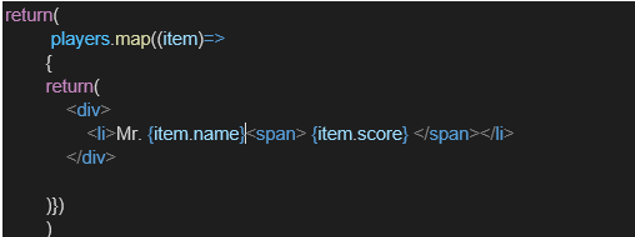 return(
players.map((item)=>
{
return(
<div>
<li>Mr. {item.name}<span> {item.score} </span></li>
</div>
)})
)